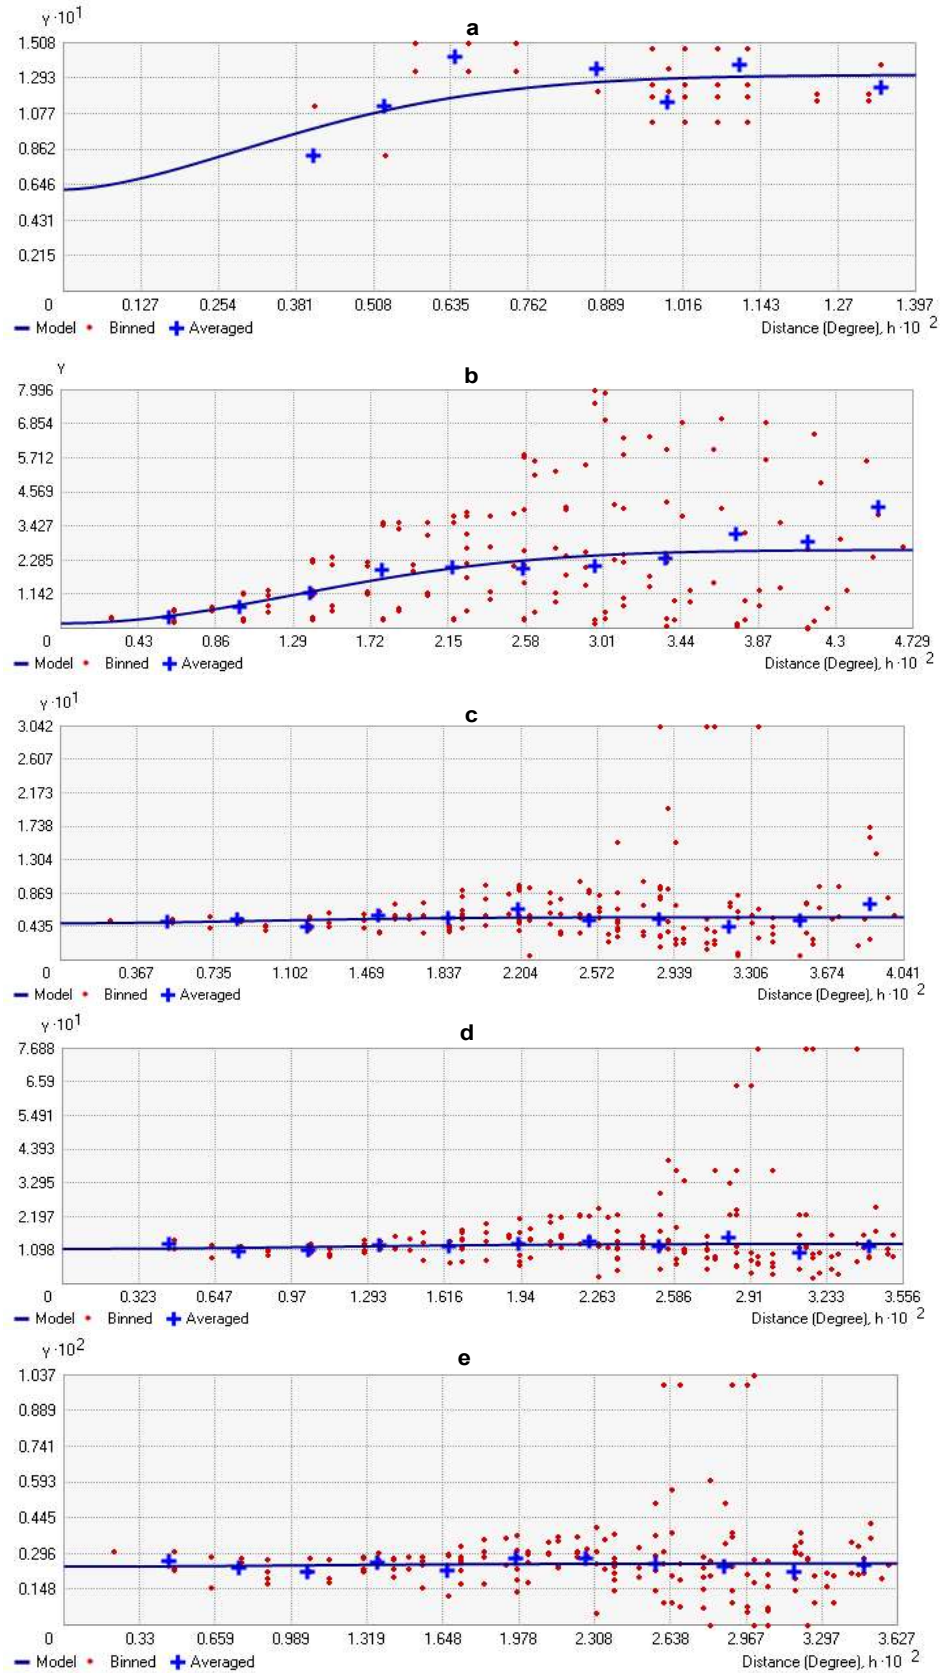 γ·10¹
a
1.508
1.293
1.077
0.862
0.646
0.431
0.215
0 0.127 0.254 0.381 0.508 0.635 0.762 0.889 1.016 1.143 1.27 1.397
Model Binned Averaged Distance (Degree), h·10²
γ
b
7.996
6.854
5.712
4.569
3.427
2.285
1.142
0 0.43 0.86 1.29 1.72 2.15 2.58 3.01 3.44 3.87 4.3 4.729
Model Binned Averaged Distance (Degree), h·10²
γ·10¹
c
3.042
2.607
2.173
1.738
1.304
0.869
0.435
0 0.367 0.735 1.102 1.469 1.837 2.204 2.572 2.939 3.306 3.674 4.041
Model Binned Averaged Distance (Degree), h·10²
γ·10¹
d
7.688
6.59
5.491
4.393
3.295
2.197
1.098
0 0.323 0.647 0.97 1.293 1.616 1.94 2.263 2.586 2.91 3.233 3.556
Model Binned Averaged Distance (Degree), h·10²
γ·10²
e
1.037
0.889
0.741
0.593
0.445
0.296
0.148
0 0.33 0.659 0.989 1.319 1.648 1.978 2.308 2.638 2.967 3.297 3.627
Model Binned Averaged Distance (Degree), h·10²